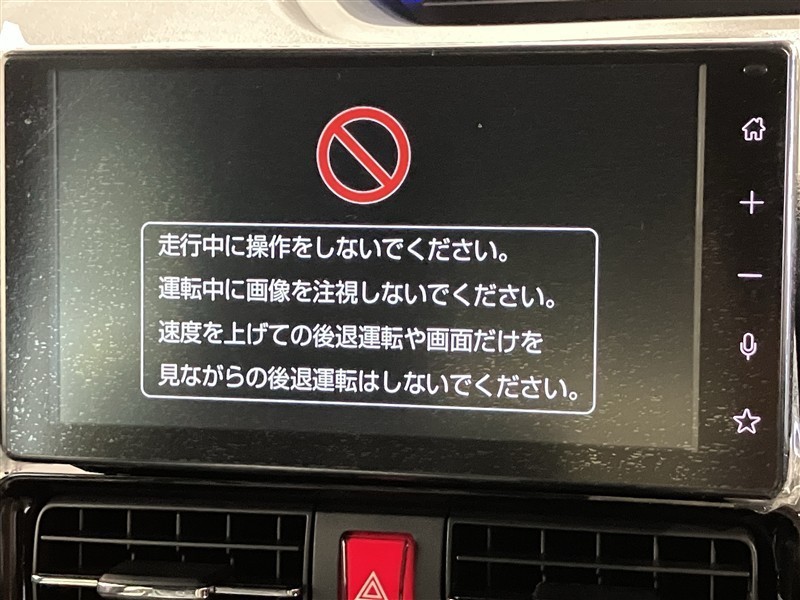 走行中に操作をしないでください。
運転中に画像を注視しないでください。
速度を上げての後退運転や画面だけを
見ながらの後退運転はしないでください。